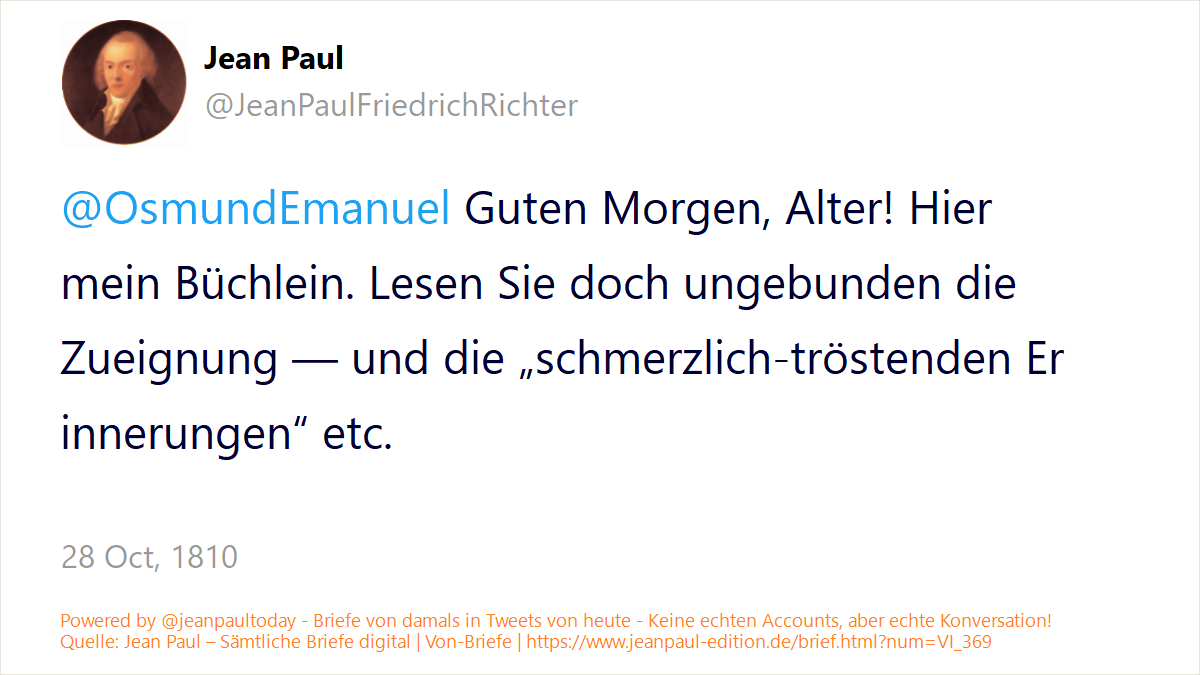 Jean Paul
@JeanPaulFriedrichRichter
@OsmundEmanuel Guten Morgen, Alter! Hier
mein Büchlein. Lesen Sie doch ungebunden die
Zueignung — und die „schmerzlich-tröstenden Er
innerungen“ etc.
28 Oct, 1810
Powered by @jeanpaultoday - Briefe von damals in Tweets von heute - Keine echten Accounts, aber echte Konversation!
Quelle: Jean Paul – Sämtliche Briefe digital | Von-Briefe | https://www.jeanpaul-edition.de/brief.html?num=VI_369